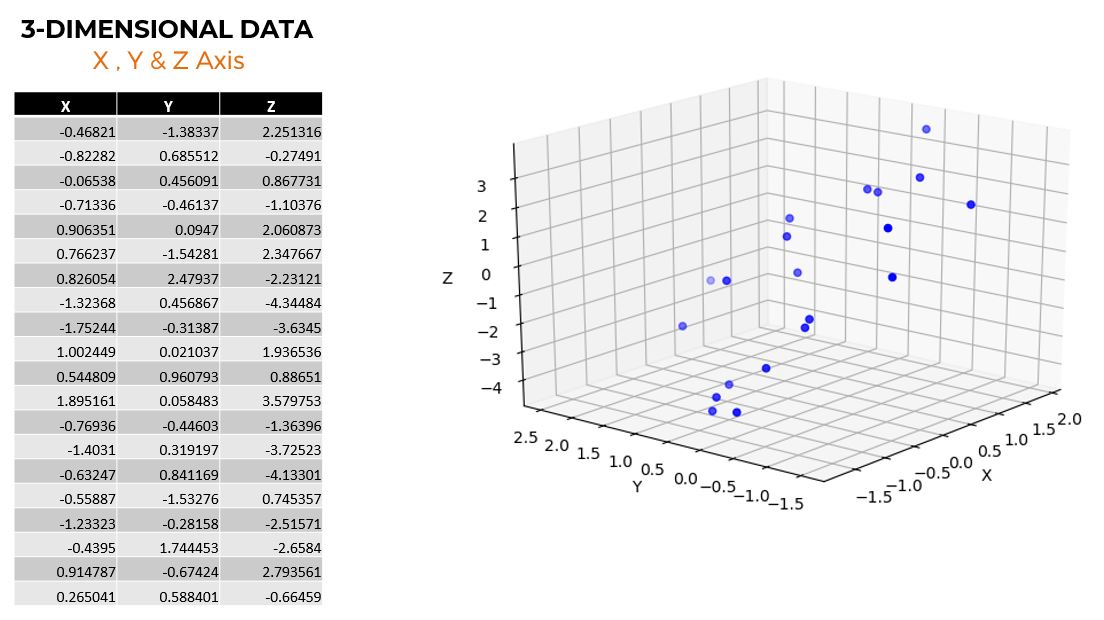 3-DIMENSIONAL DATA
X , Y & Z Axis
X Y Z
-0.46821 -1.38337 2.251316
-0.82282 0.685512 -0.27491
-0.06538 0.456091 0.867731
-0.71336 -0.46137 -1.10376
0.906351 0.0947 2.060873
0.766237 -1.54281 2.347667
0.826054 2.47937 -2.23121
-1.32368 0.456867 -4.34484
-1.75244 -0.31387 -3.6345
1.002449 0.021037 1.936536
0.544809 0.960793 0.88651
1.895161 0.058483 3.579753
-0.76936 -0.44603 -1.36396
-1.4031 0.319197 -3.72523
-0.63247 0.841169 -4.13301
-0.55887 -1.53276 0.745357
-1.23323 -0.28158 -2.51571
-0.4395 1.744453 -2.6584
0.914787 -0.67424 2.793561
0.265041 0.588401 -0.66459
3
2
1
Z 0
−1
−2
−3
−4
2.5 2.0 1.5 1.0 0.5 0.0 −0.5 −1.0 −1.5
Y
−1.5 −1.0 −0.5 0.0 0.5 1.0 1.5 2.0
X